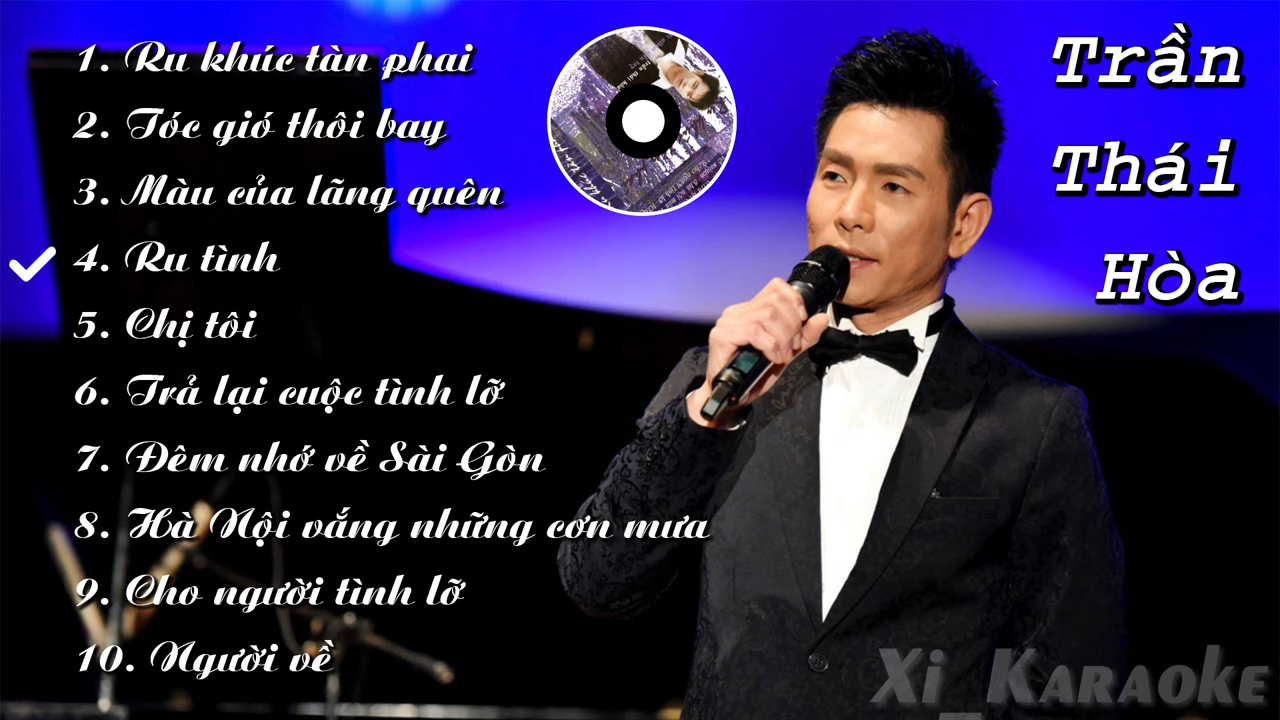 1. Ru khúc tàn phai
2. Tóc gió thôi bay
3. Màu của lãng quên
4. Ru tình
5. Chị tôi
6. Trả lại cuộc tình lỡ
7. Đêm nhớ về Sài Gòn
8. Hà Nội vắng những cơn mưa
9. Cho người tình lỡ
10. Người về
Trần
Thái
Hòa
Xi_Karaoke